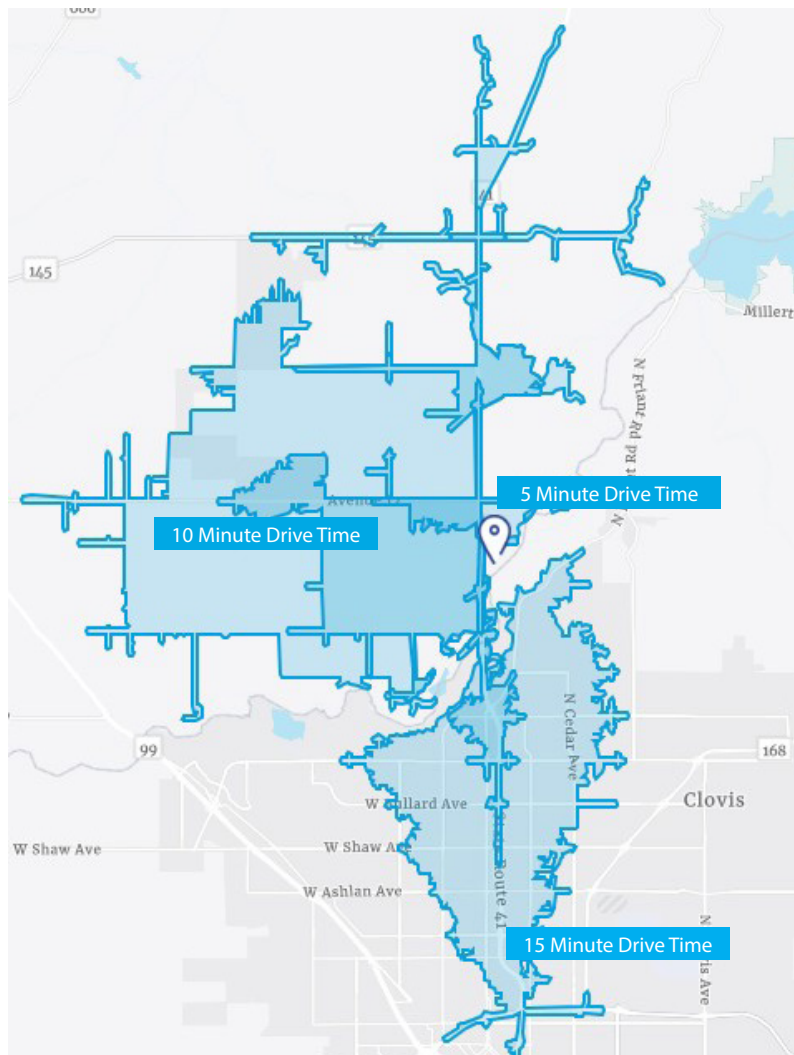 41
145
Millert
N Friant Rd
5 Minute Drive Time
10 Minute Drive Time
N Cedar Ave
99
168
W Bullard Ave
Clovis
W Shaw Ave
W Shaw Ave
W Ashlan Ave
State Route 41
15 Minute Drive Time